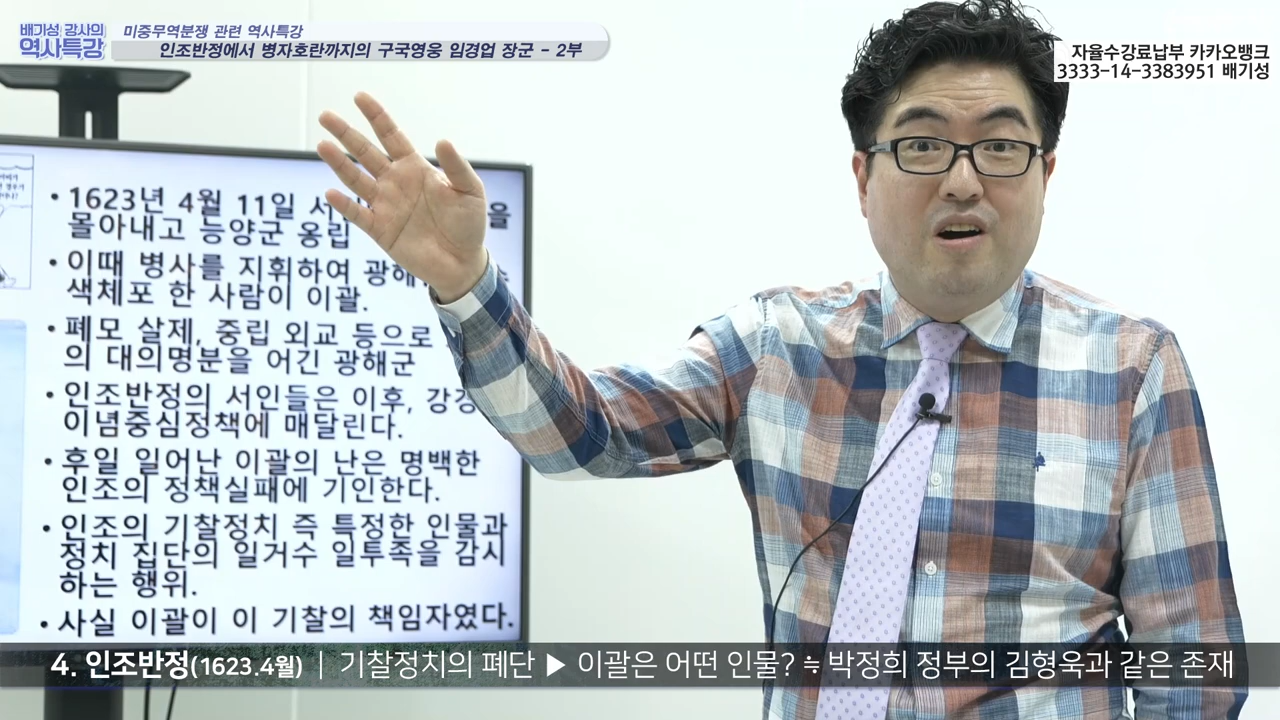 배기성 강사의
역사특강
미중무역분쟁 관련 역사특강
인조반정에서 병자호란까지의 구국영웅 임경업 장군 - 2부
자율수강료납부 카카오뱅크
3333-14-3383951 배기성
• 1623년 4월 11일 을
몰아내고 능양군 옹립
• 이때 병사를 지휘하여
색체포 한 사람이 이괄.
• 폐모 살제, 중립 외교 등으로
의 대의명분을 어긴 광해군
• 인조반정의 서인들은 이후,
이념중심정책에 매달린다.
• 후일 일어난 이괄의 난은 명백한
인조의 정책실패에 기인한다.
• 인조의 기찰정치 즉 특정한 인물과
정치 집단의 일거수 일투족을 감시
하는 행위.
• 사실 이괄이 이 기찰의 책임자였다.
4. 인조반정(1623.4월) | 기찰정치의 폐단 ▶ 이괄은 어떤 인물? ≒ 박정희 정부의 김형욱과 같은 존재